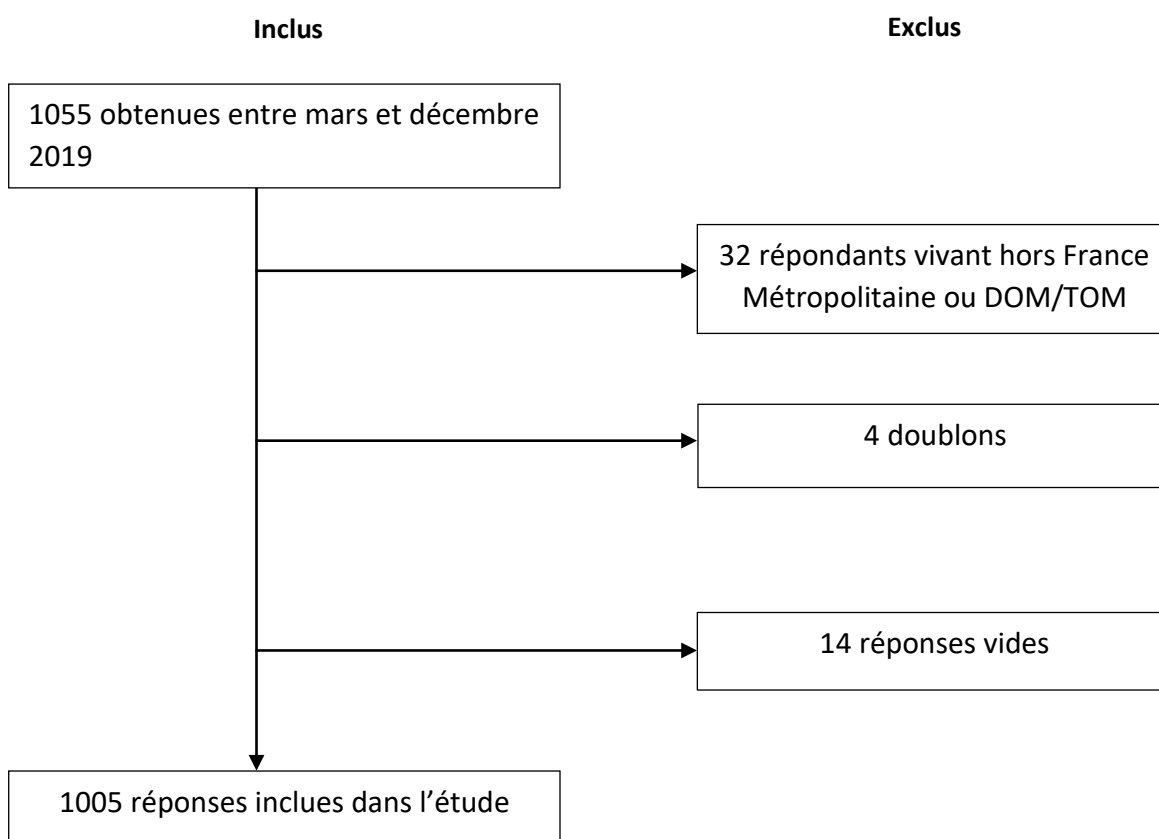 Inclus
Exclus
1055 obtenues entre mars et décembre
2019
32 répondants vivant hors France
Métropolitaine ou DOM/TOM
4 doublons
14 réponses vides
1005 réponses inclues dans l’étude